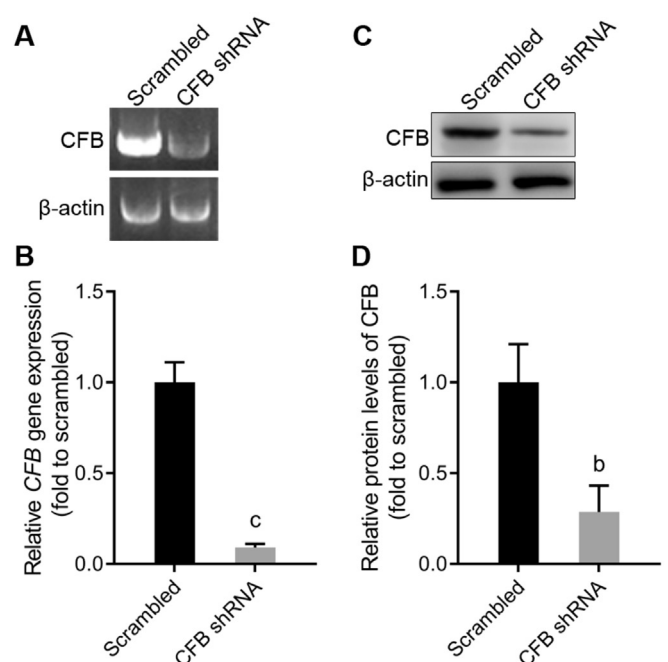 A
Scrambled
CFB shRNA
CFB
β-actin
B
Relative CFB gene expression
(fold to scrambled)
1.5
1.0
0.5
0.0
c
Scrambled
CFB shRNA
C
Scrambled
CFB shRNA
CFB
β-actin
D
Relative protein levels of CFB
(fold to scrambled)
1.5
1.0
0.5
0.0
b
Scrambled
CFB shRNA